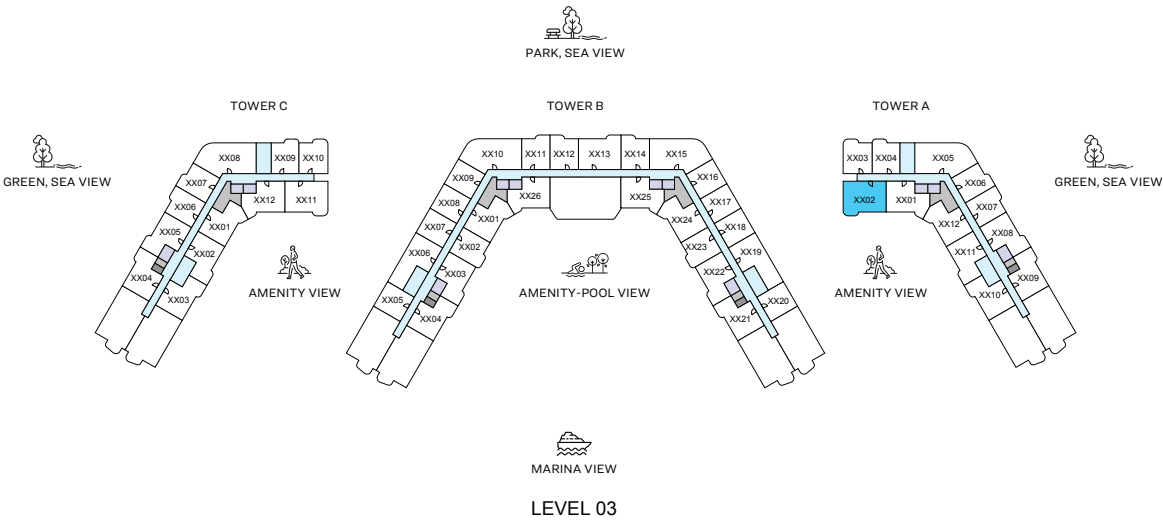 PARK, SEA VIEW
TOWER C
TOWER B
TOWER A
GREEN, SEA VIEW
GREEN, SEA VIEW
XX08
XX09
XX10
XX07
XX06
XX05
XX04
XX12
XX11
XX01
XX02
XX03
AMENITY VIEW
XX10
XX11
XX12
XX13
XX14
XX15
XX09
XX08
XX07
XX06
XX05
XX26
XX01
XX02
XX03
XX04
XX25
XX24
XX23
XX22
XX21
XX16
XX17
XX18
XX19
XX20
AMENITY-POOL VIEW
XX03
XX04
XX05
XX02
XX01
XX06
XX07
XX08
XX09
XX12
XX11
XX10
AMENITY VIEW
MARINA VIEW
LEVEL 03